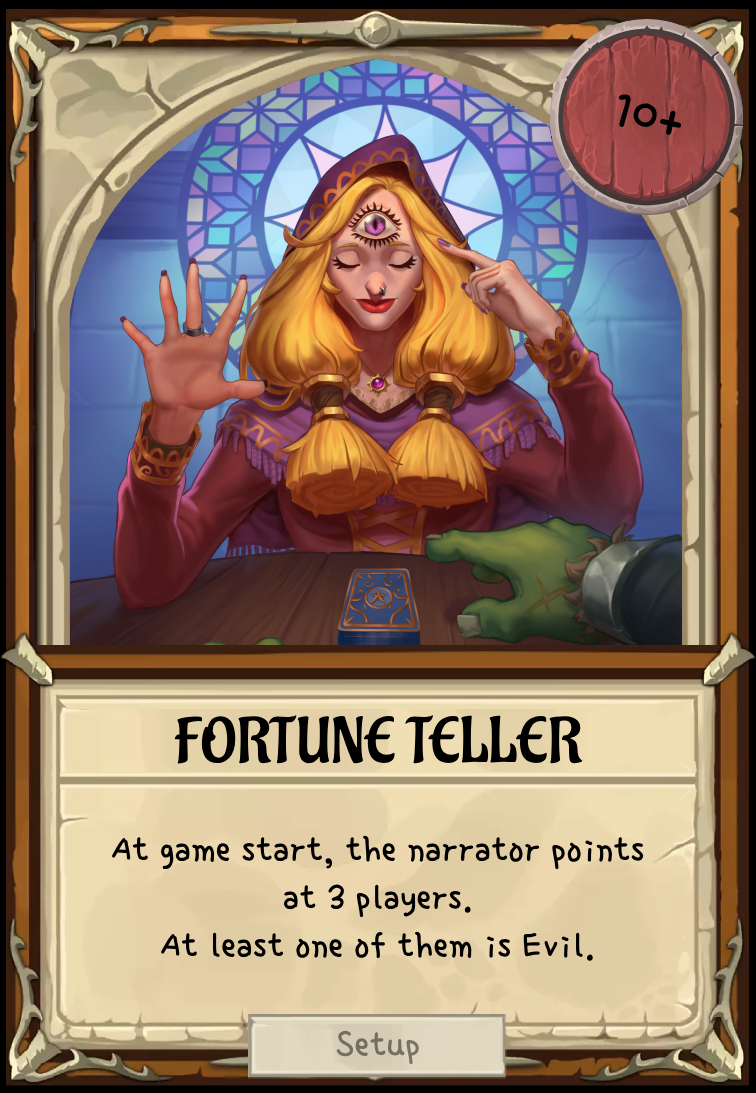 10+
FORTUNE TELLER
At game start, the narrator points
at 3 players.
At least one of them is Evil.
Setup